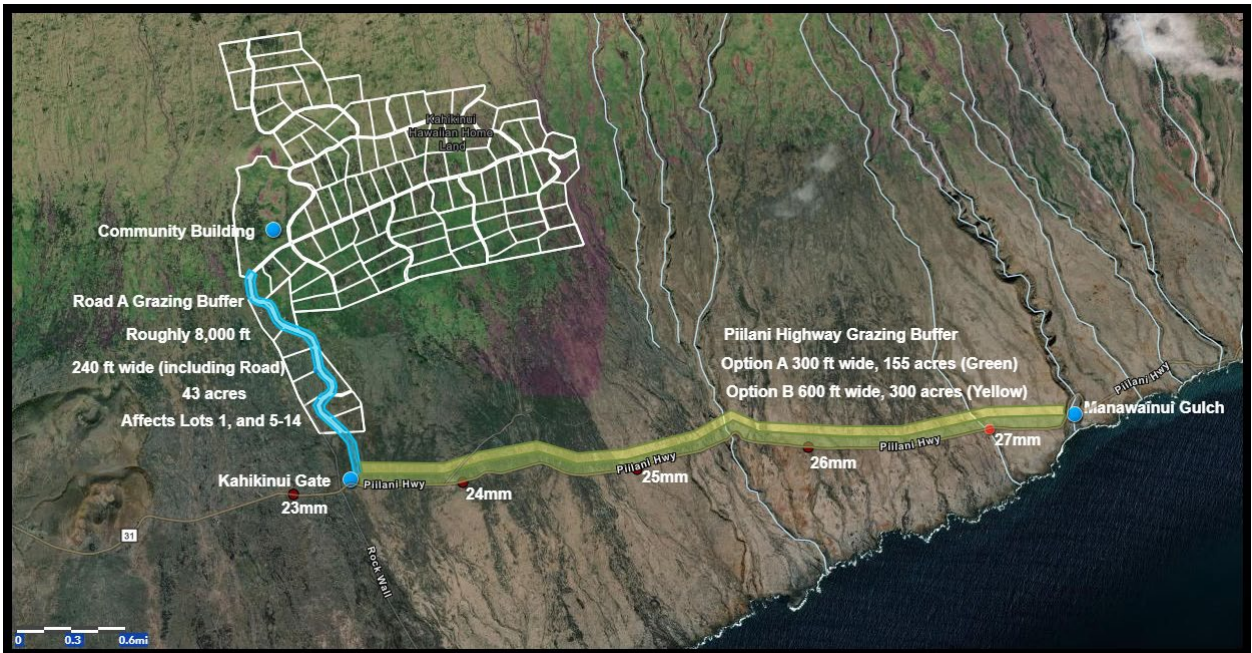 Kahikinui
Hawaiian Home
Land
Community Building
Road A Grazing Buffer
Roughly 8,000 ft
240 ft wide (including Road)
43 acres
Affects Lots 1, and 5-14
Piilani Highway Grazing Buffer
Option A 300 ft wide, 155 acres (Green)
Option B 600 ft wide, 300 acres (Yellow)
Piilani Hwy
Manawainui Gulch
Kahikinui Gate
Piilani Hwy
Piilani Hwy
Piilani Hwy
23mm
24mm
25mm
26mm
27mm
31
Rock Wall
0 0.3 0.6mi